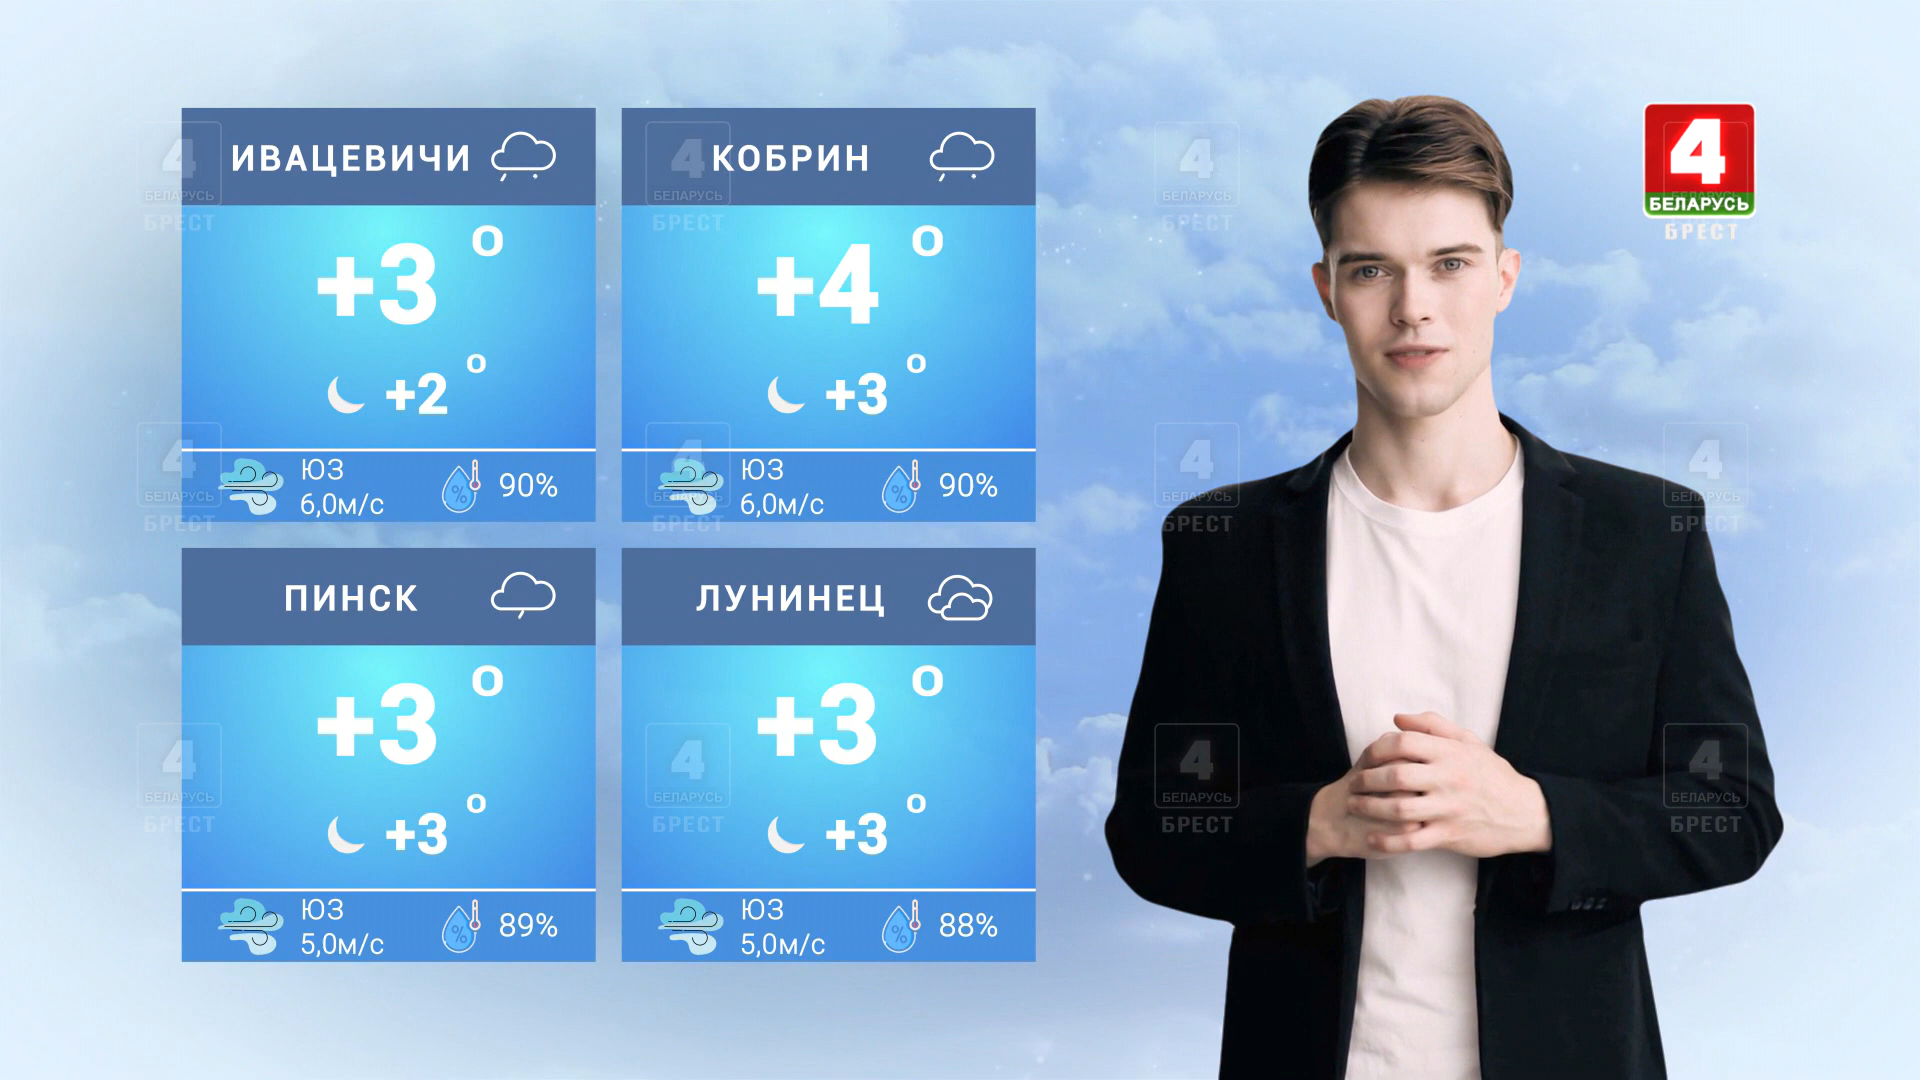 ИВАЦЕВИЧИ
+3°
+2°
ЮЗ
6,0м/с
90%
КОБРИН
+4°
+3°
ЮЗ
6,0м/с
90%
ПИНСК
+3°
+3°
ЮЗ
5,0м/с
89%
ЛУНИНЕЦ
+3°
+3°
ЮЗ
5,0м/с
88%
4
БЕЛАРУСЬ
БРЕСТ